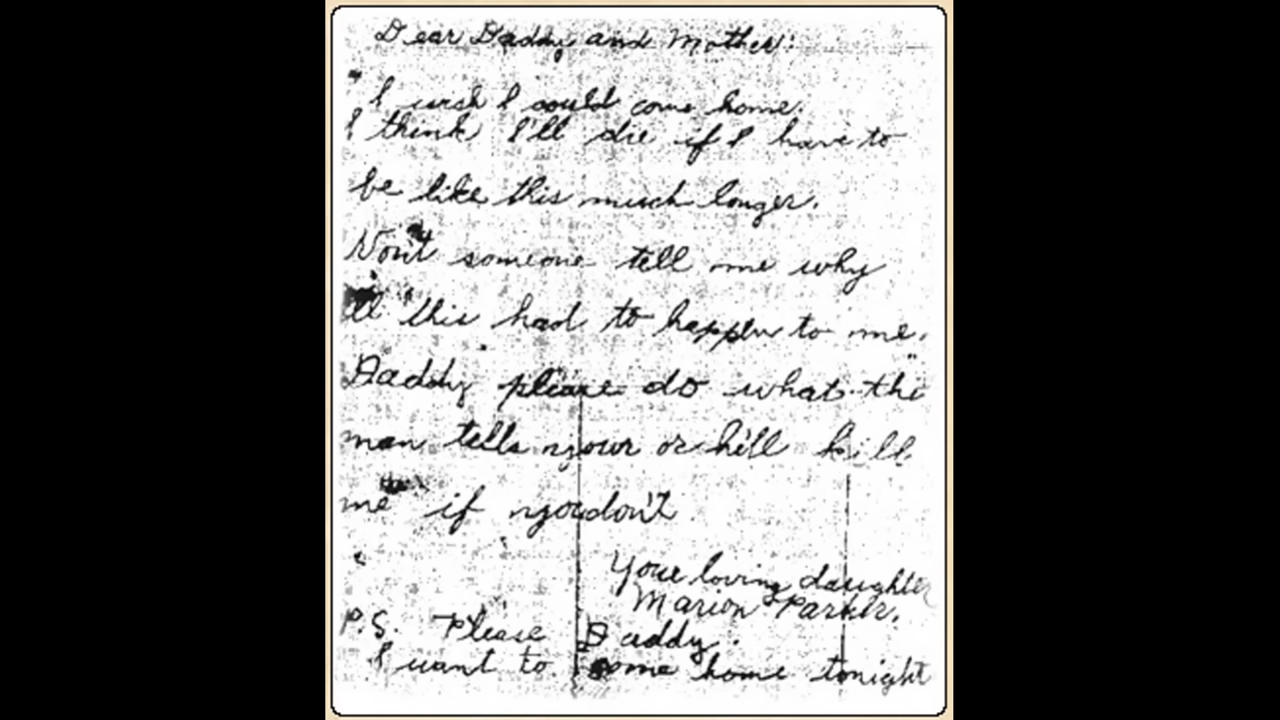 Dear Daddy and Mother:
I wish I could come home.
I think I'll die if I have to
be like this much longer.
Won't someone tell me why
all this had to happen to me.
Daddy please do what the
man tells you or he'll kill
me if you don't
Your loving daughter
Marion Parker.
P.S. Please Daddy.
I want to come home tonight